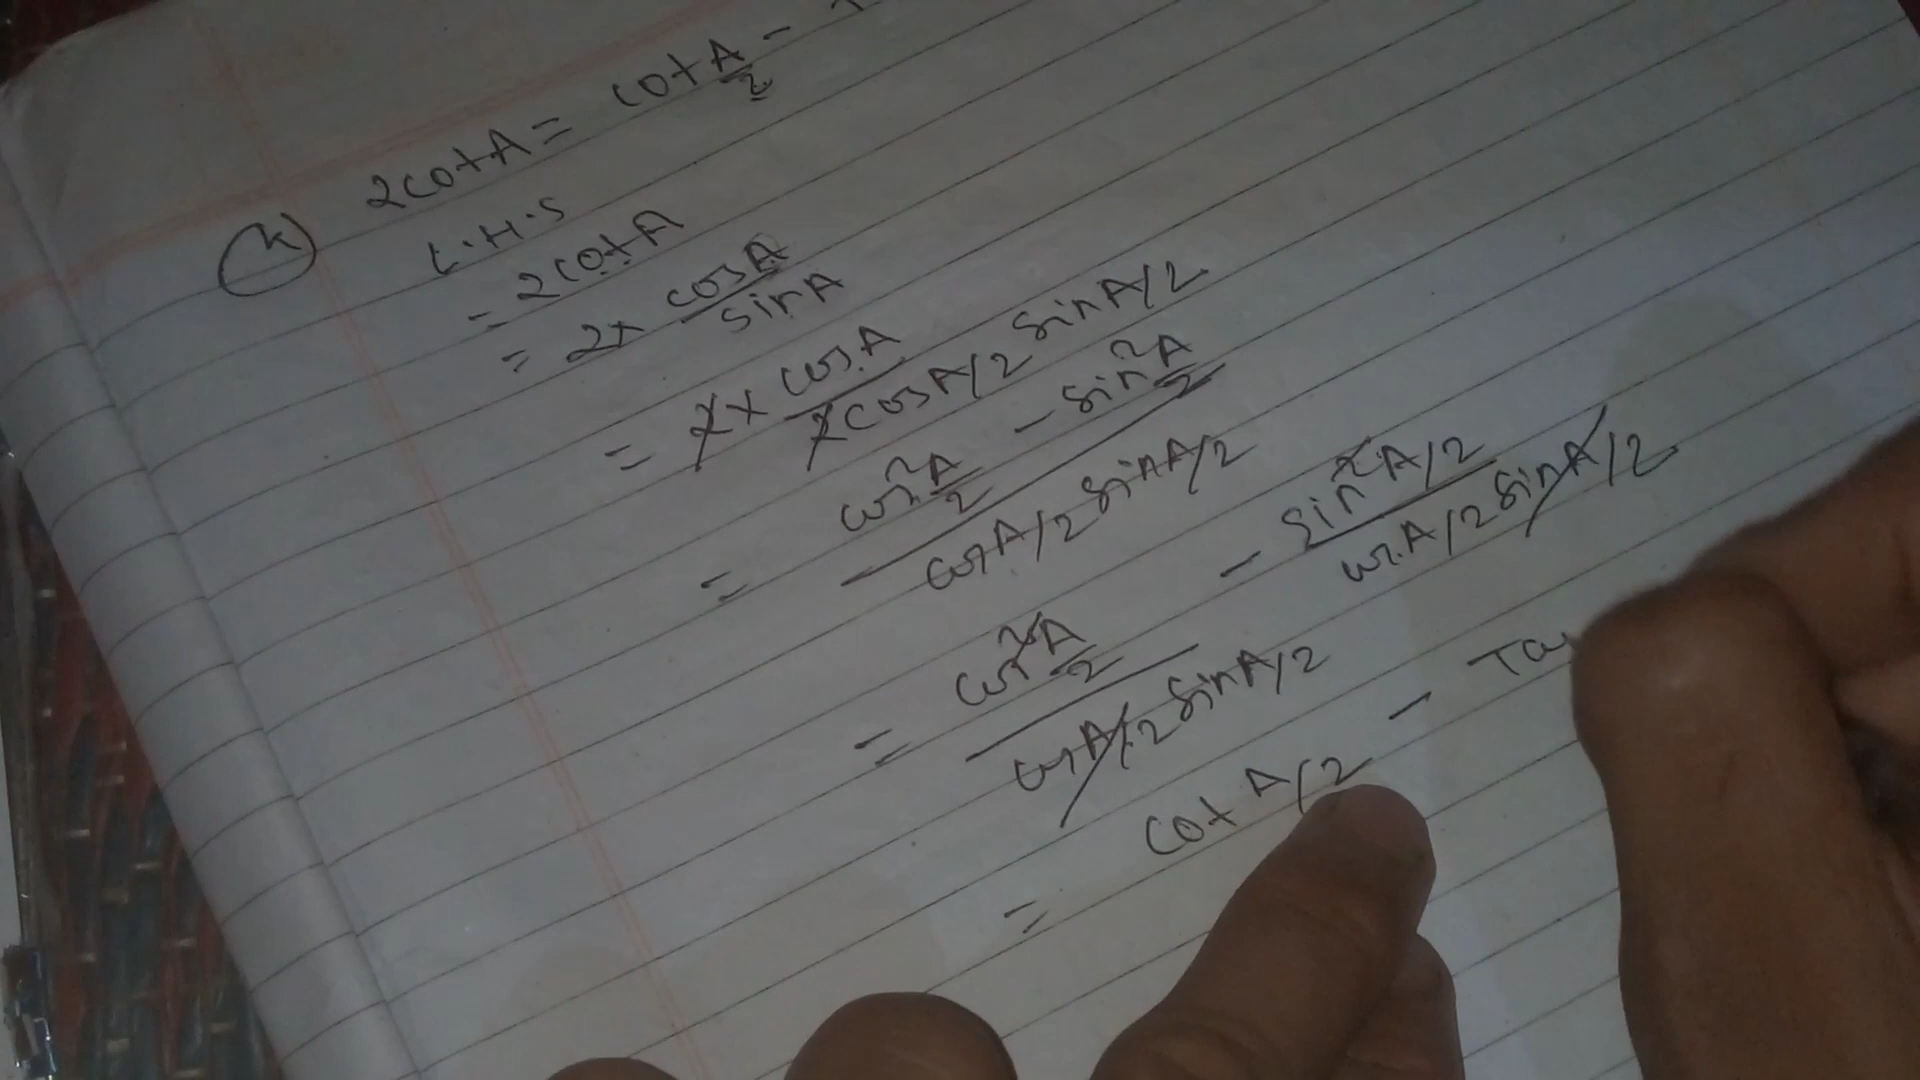 (k) 2cotA = cot A/2 -
L.H.S
= 2cotA
= 2x cosA/sinA
= 2x cosA/2cosA/2 sinA/2
= cos²A/2 - sin²A/2 / cosA/2 sinA/2
= cos²A/2 / cosA/2 sinA/2 - sin²A/2 / cosA/2 sinA/2
= cot A/2 - Ta